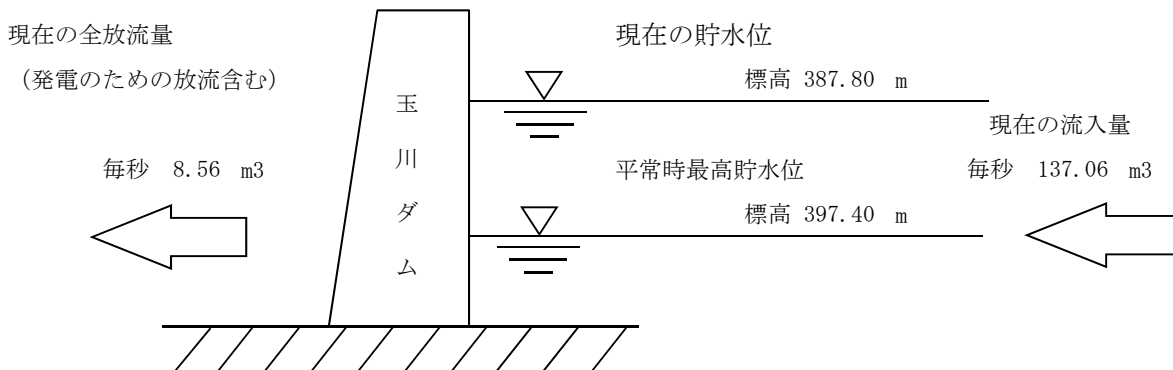 現在の全放流量
（発電のための放流含む）
毎秒 8.56 m3
玉川ダム
現在の貯水位
標高 387.80 m
平常時最高貯水位
標高 397.40 m
現在の流入量
毎秒 137.06 m3